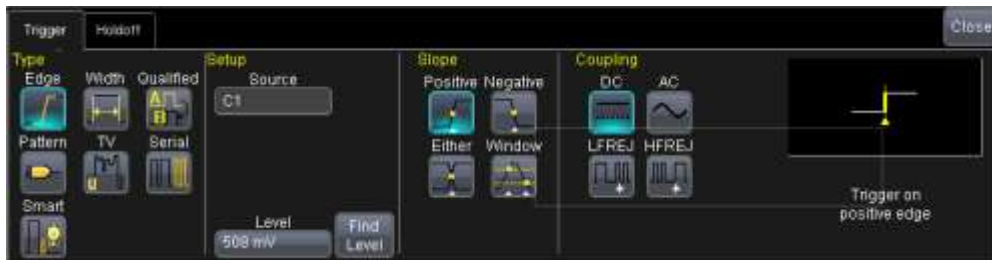 Trigger
Holdoff
Close
Type
Edge Width Qualified
Pattern TV Serial
Smart
Setup
Source
C1
Level
508 mV
Find
Level
Slope
Positive Negative
Either Window
Coupling
DC AC
LFREJ HFREJ
Trigger on
positive edge